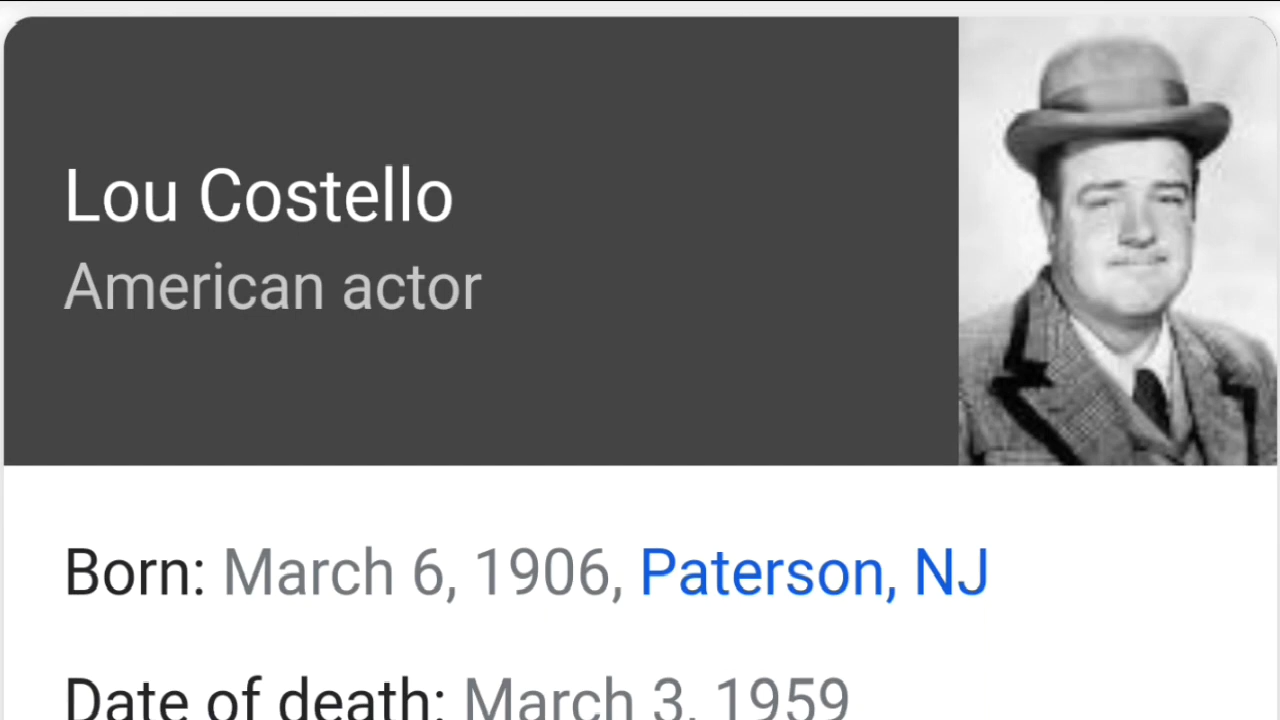 Lou Costello
American actor
Born: March 6, 1906, Paterson, NJ
Date of death: March 3, 1959